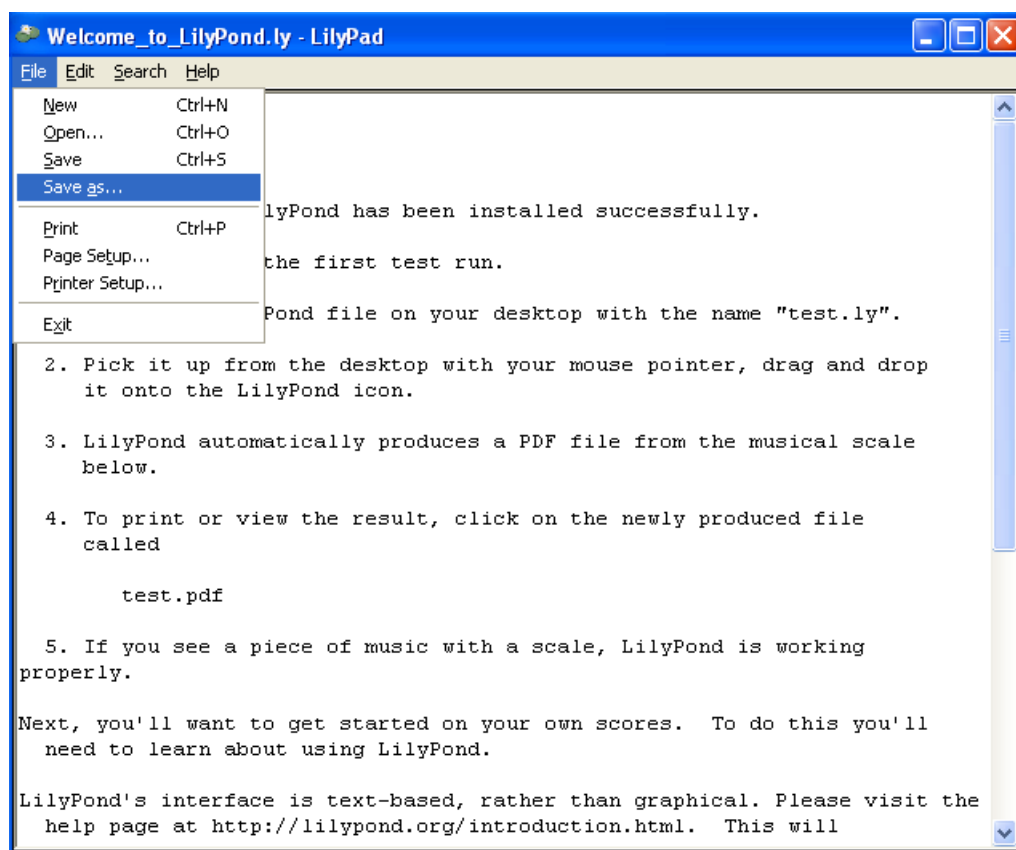 Welcome_to_LilyPond.ly - LilyPad
File Edit Search Help
New Ctrl+N
Open... Ctrl+O
Save Ctrl+S
Save as...
Print Ctrl+P
Page Setup...
Printer Setup...
Exit
lyPond has been installed successfully.
the first test run.
Pond file on your desktop with the name "test.ly".
2. Pick it up from the desktop with your mouse pointer, drag and drop
it onto the LilyPond icon.
3. LilyPond automatically produces a PDF file from the musical scale
below.
4. To print or view the result, click on the newly produced file
called
test.pdf
5. If you see a piece of music with a scale, LilyPond is working
properly.
Next, you'll want to get started on your own scores.  To do this you'll
need to learn about using LilyPond.
LilyPond's interface is text-based, rather than graphical. Please visit the
help page at http://lilypond.org/introduction.html.  This will